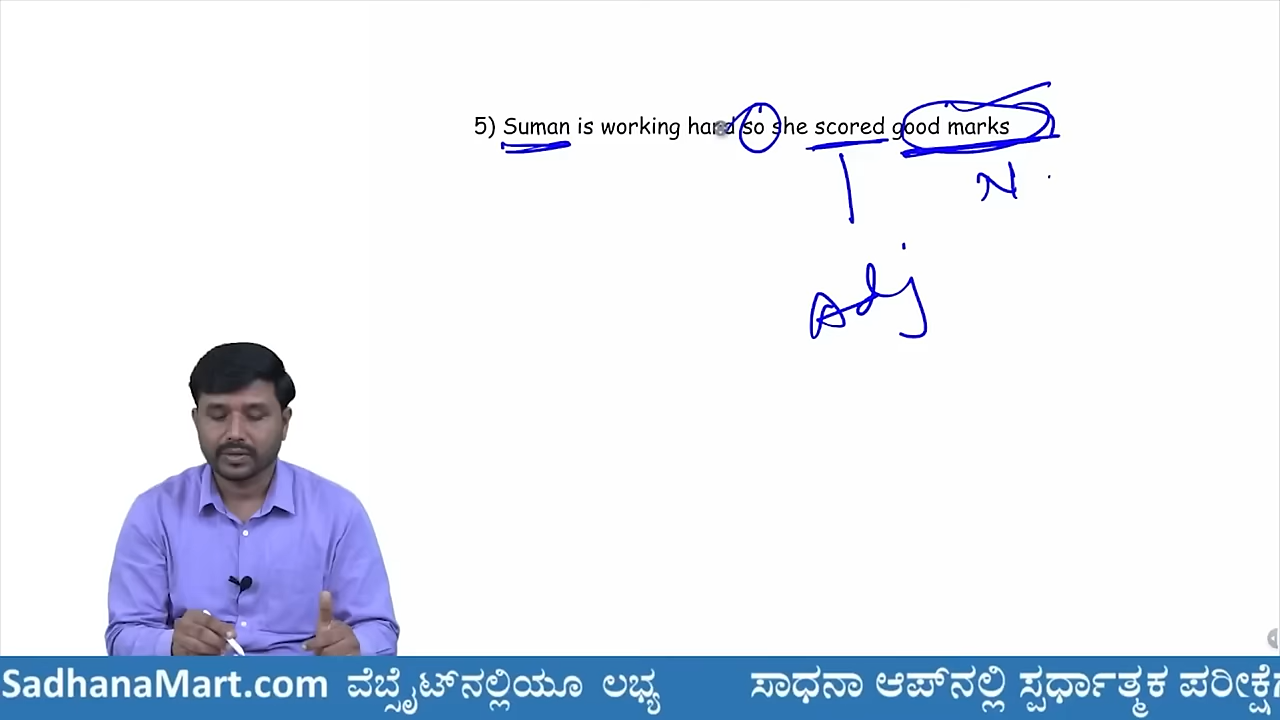 5) Suman is working hard so she scored good marks
N
Adj
SadhanaMart.com ವೆಬ್ಸೈಟ್‌ನಲ್ಲಿಯೂ ಲಭ್ಯ ಸಾಧನಾ ಆಪ್‌ನಲ್ಲಿ ಸ್ಪರ್ಧಾತ್ಮಕ